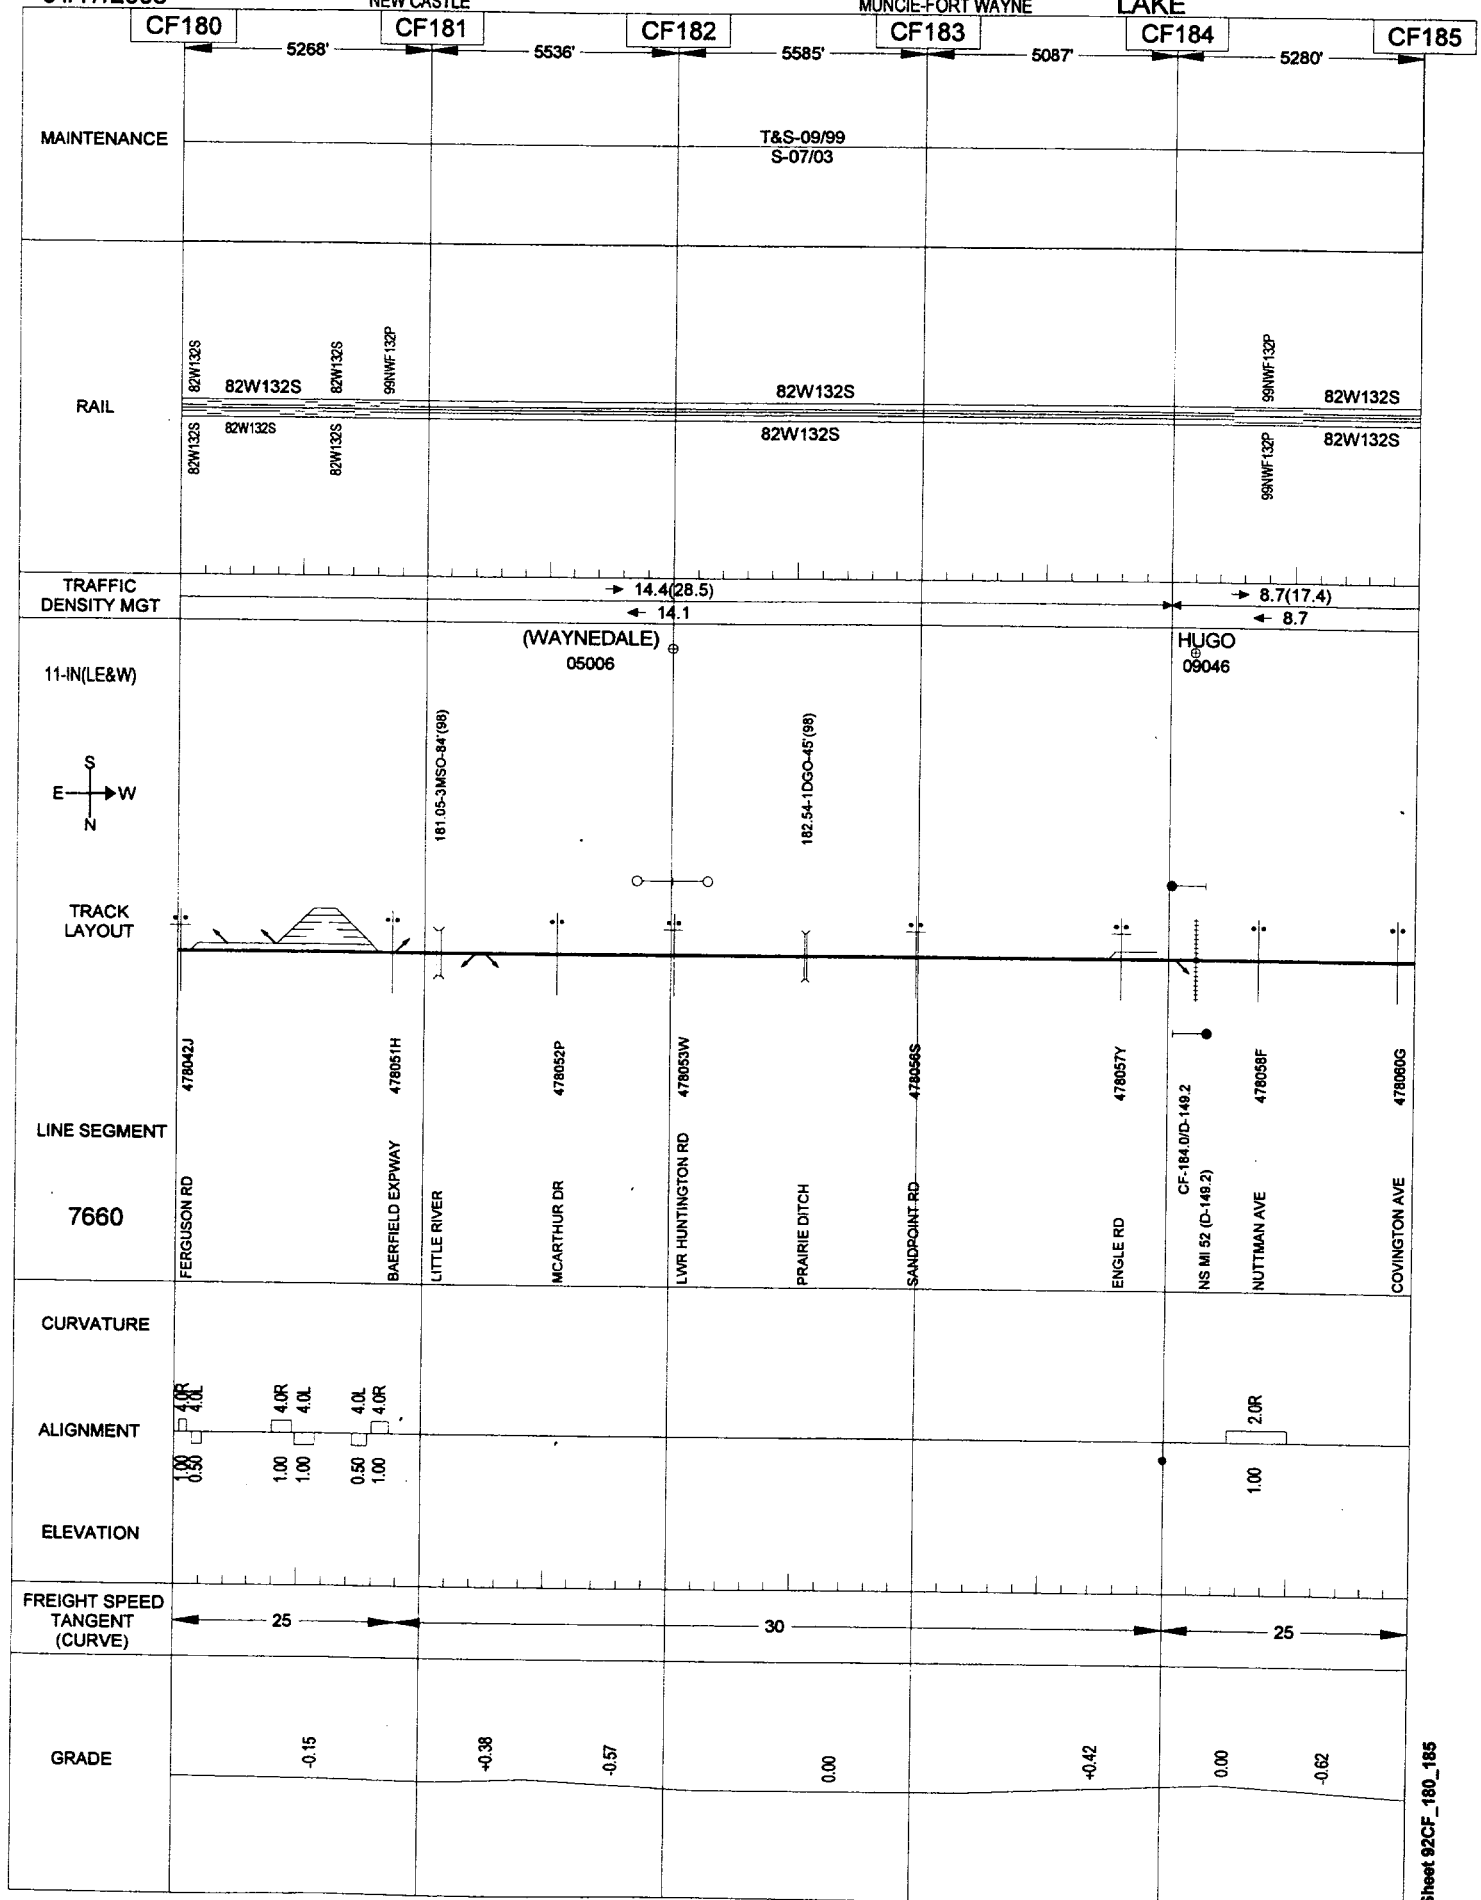 NEW CASTLE
MUNCIE-FORT WAYNE
LAKE
CF180
CF181
CF182
CF183
CF184
CF185
5268'
5536'
5585'
5087'
5280'
MAINTENANCE
T&S-09/99
S-07/03
RAIL
82W132S
82W132S
82W132S
99NWF132P
82W132S
99NWF132P
82W132S
82W132S
82W132S
82W132S
82W132S
99NWF132P
82W132S
TRAFFIC
DENSITY MGT
→ 14.4(28.5)
← 14.1
→ 8.7(17.4)
← 8.7
11-IN(LE&W)
(WAYNEDALE)
05006
HUGO
09046
S
E W
N
181.05-3MSO-84'(98)
182.54-1DGO-45'(98)
TRACK
LAYOUT
LINE SEGMENT
7660
478042J
478051H
478052P
478053W
478056S
478057Y
478058F
478060G
FERGUSON RD
BAERFIELD EXPWAY
LITTLE RIVER
MCARTHUR DR
LWR HUNTINGTON RD
PRAIRIE DITCH
SANDPOINT RD
ENGLE RD
CF-184.0/D-149.2
NS MI 52 (D-149.2)
NUTTMAN AVE
COVINGTON AVE
CURVATURE
ALIGNMENT
4.0R
4.0L
4.0R
4.0L
4.0L
4.0R
2.0R
1.00
0.50
1.00
1.00
0.50
1.00
1.00
ELEVATION
FREIGHT SPEED
TANGENT
(CURVE)
25
30
25
GRADE
-0.15
+0.38
-0.57
0.00
+0.42
0.00
-0.62
Sheet 92CF_180_185